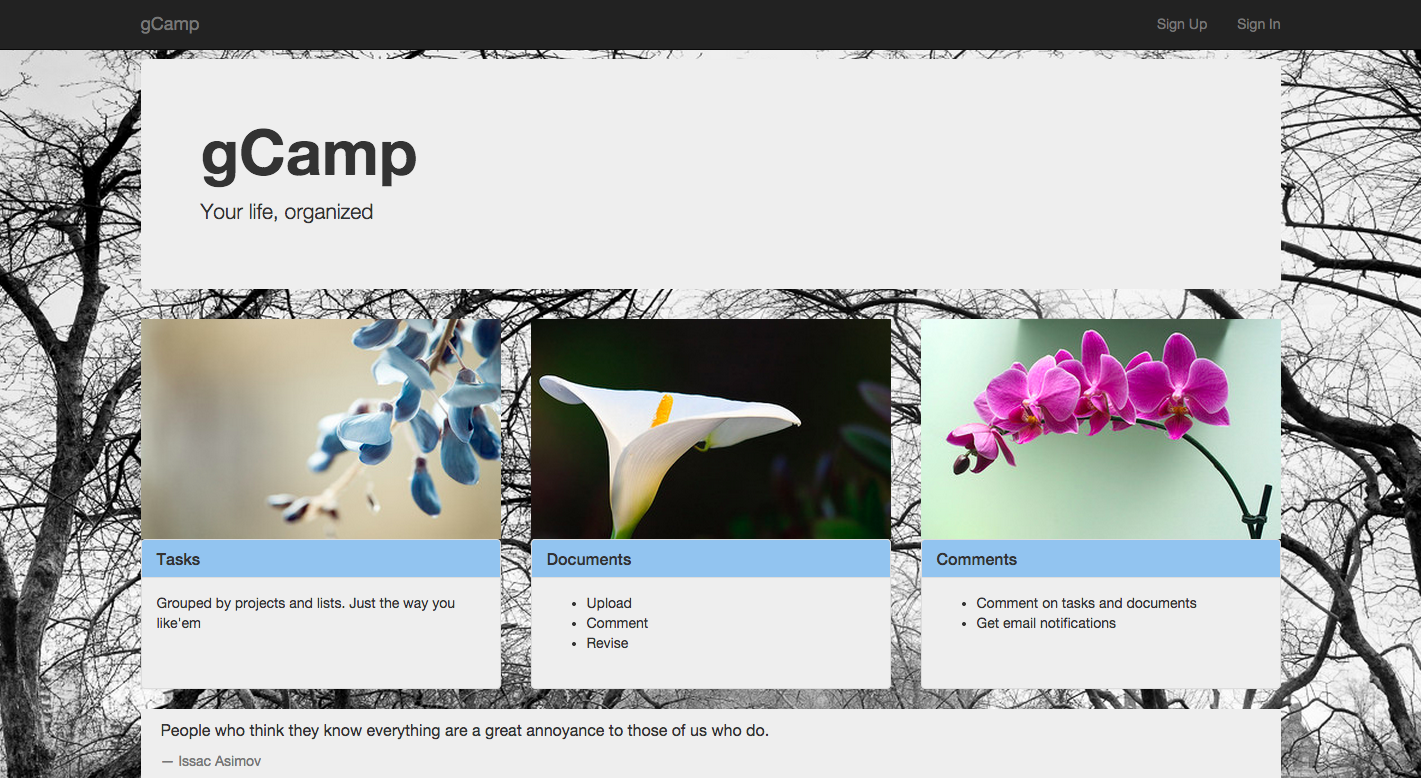 gCamp
Sign Up
Sign In
gCamp
Your life, organized
Tasks
Grouped by projects and lists. Just the way you
like'em
Documents
• Upload
• Comment
• Revise
Comments
• Comment on tasks and documents
• Get email notifications
People who think they know everything are a great annoyance to those of us who do.
— Issac Asimov